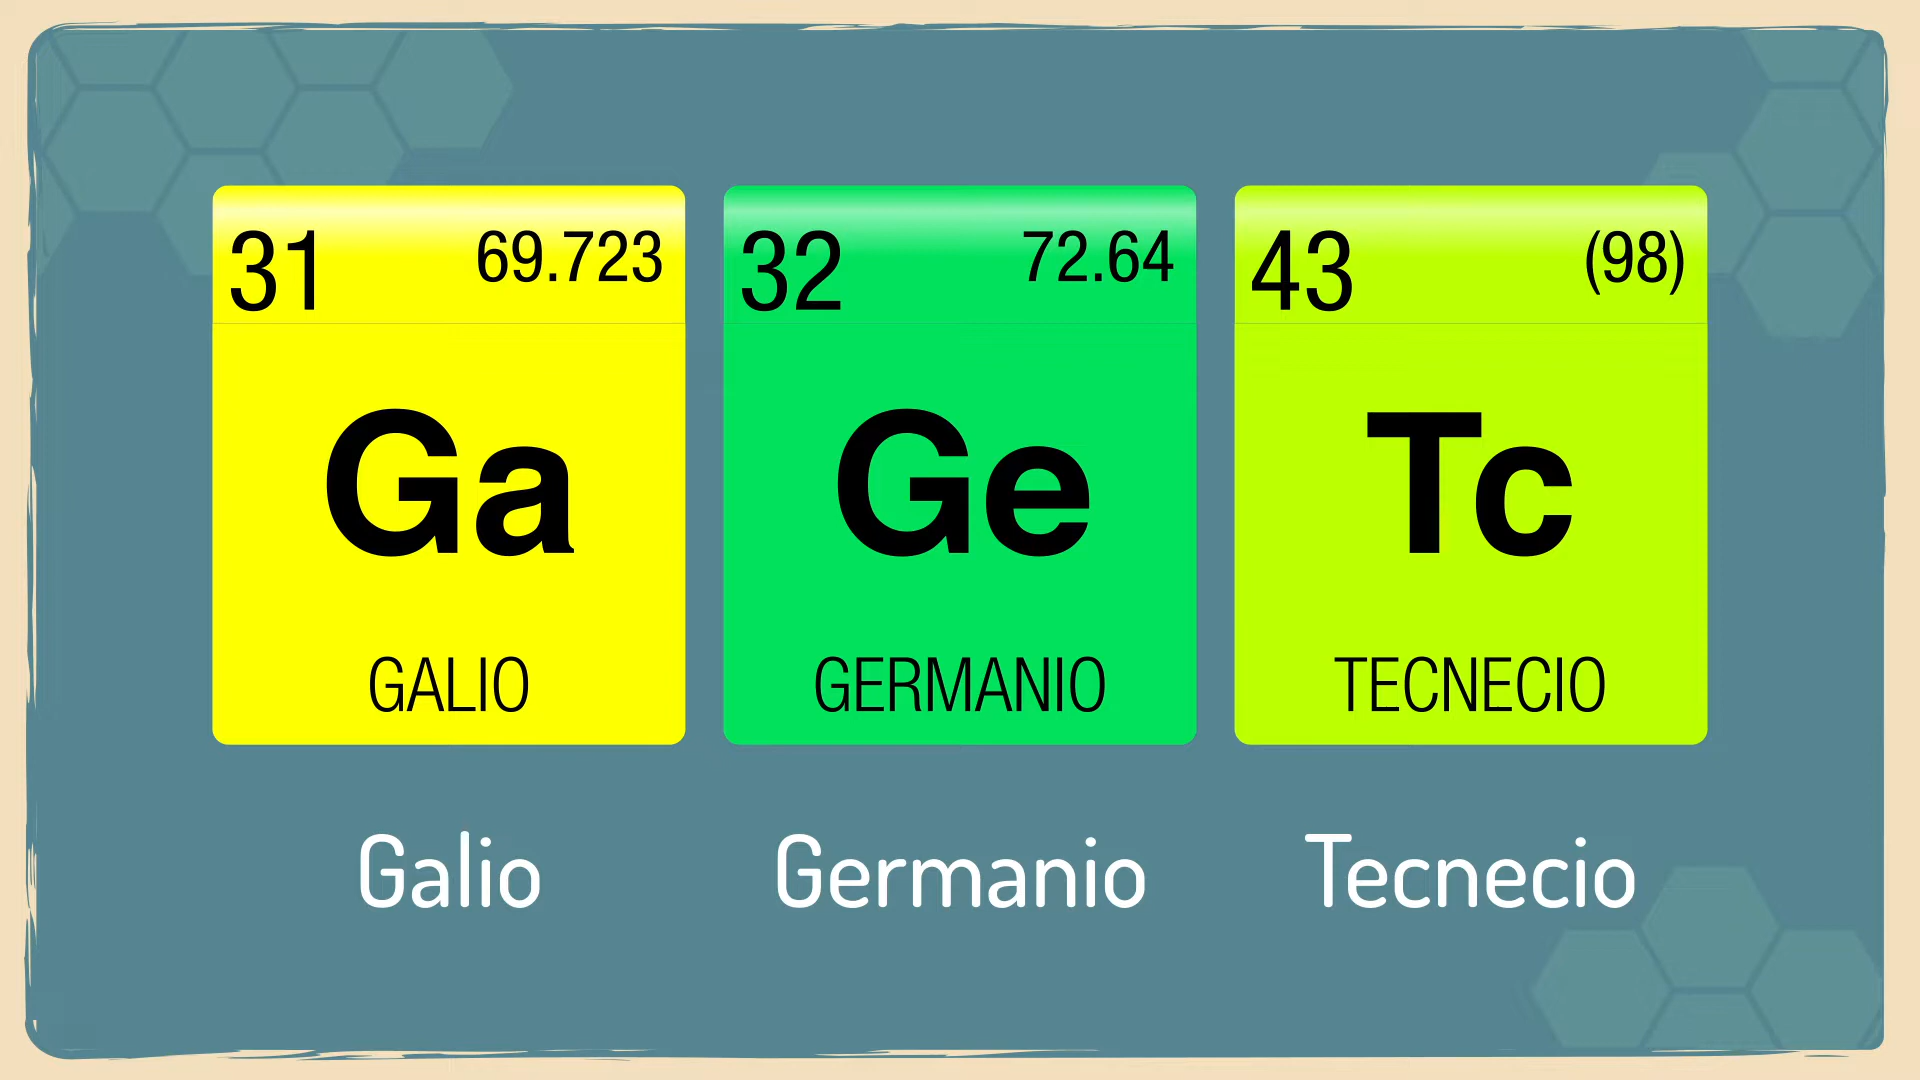 31 69.723
Ga
GALIO
Galio
32 72.64
Ge
GERMANIO
Germanio
43 (98)
Tc
TECNECIO
Tecnecio